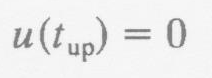 u(t_up) = 0